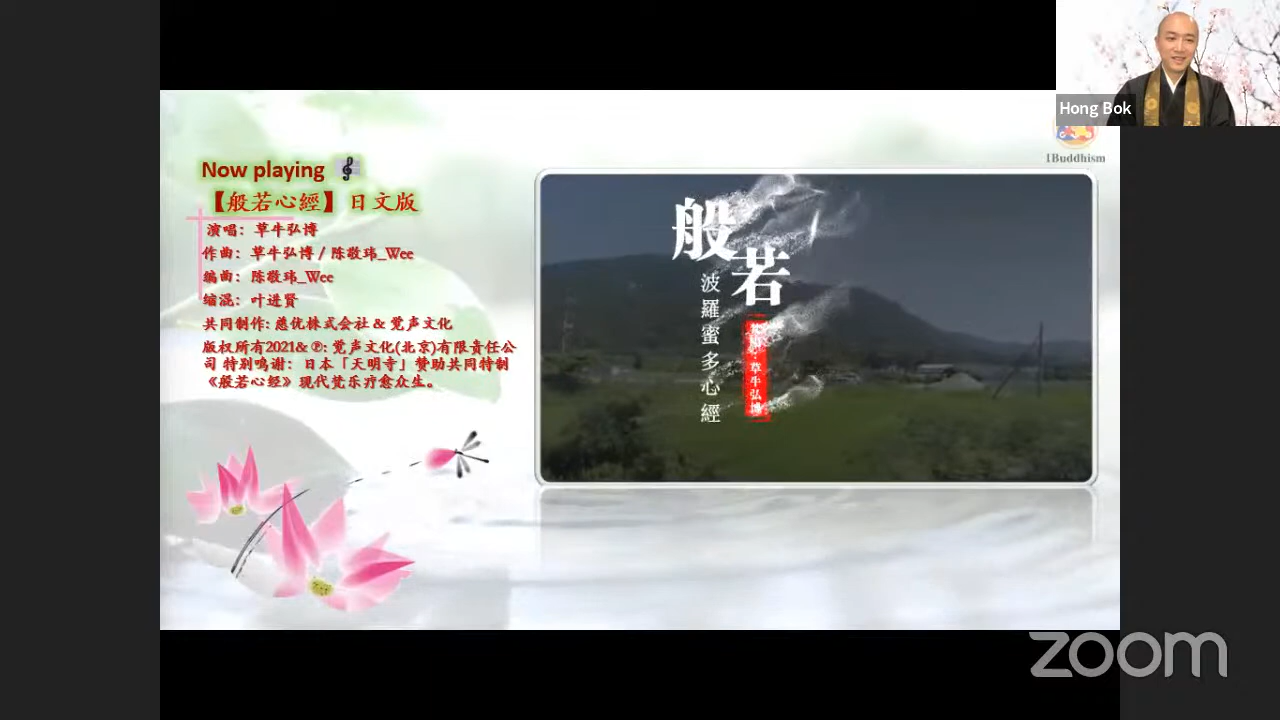 Now playing
【般若心經】日文版
演唱：草牛弘博
作曲：草牛弘博 / 陈敬玮_Wee
编曲：陈敬玮_Wee
缩混：叶进贤
共同制作: 慈优株式会社 & 觉声文化
版权所有2021& ℗: 觉声文化(北京)有限责任公
司 特别鸣谢：日本「天明寺」赞助共同特制
《般若心经》现代梵乐疗愈众生。
般若
波羅蜜多心經
草牛弘博
Hong Bok
1Buddhism
zoom